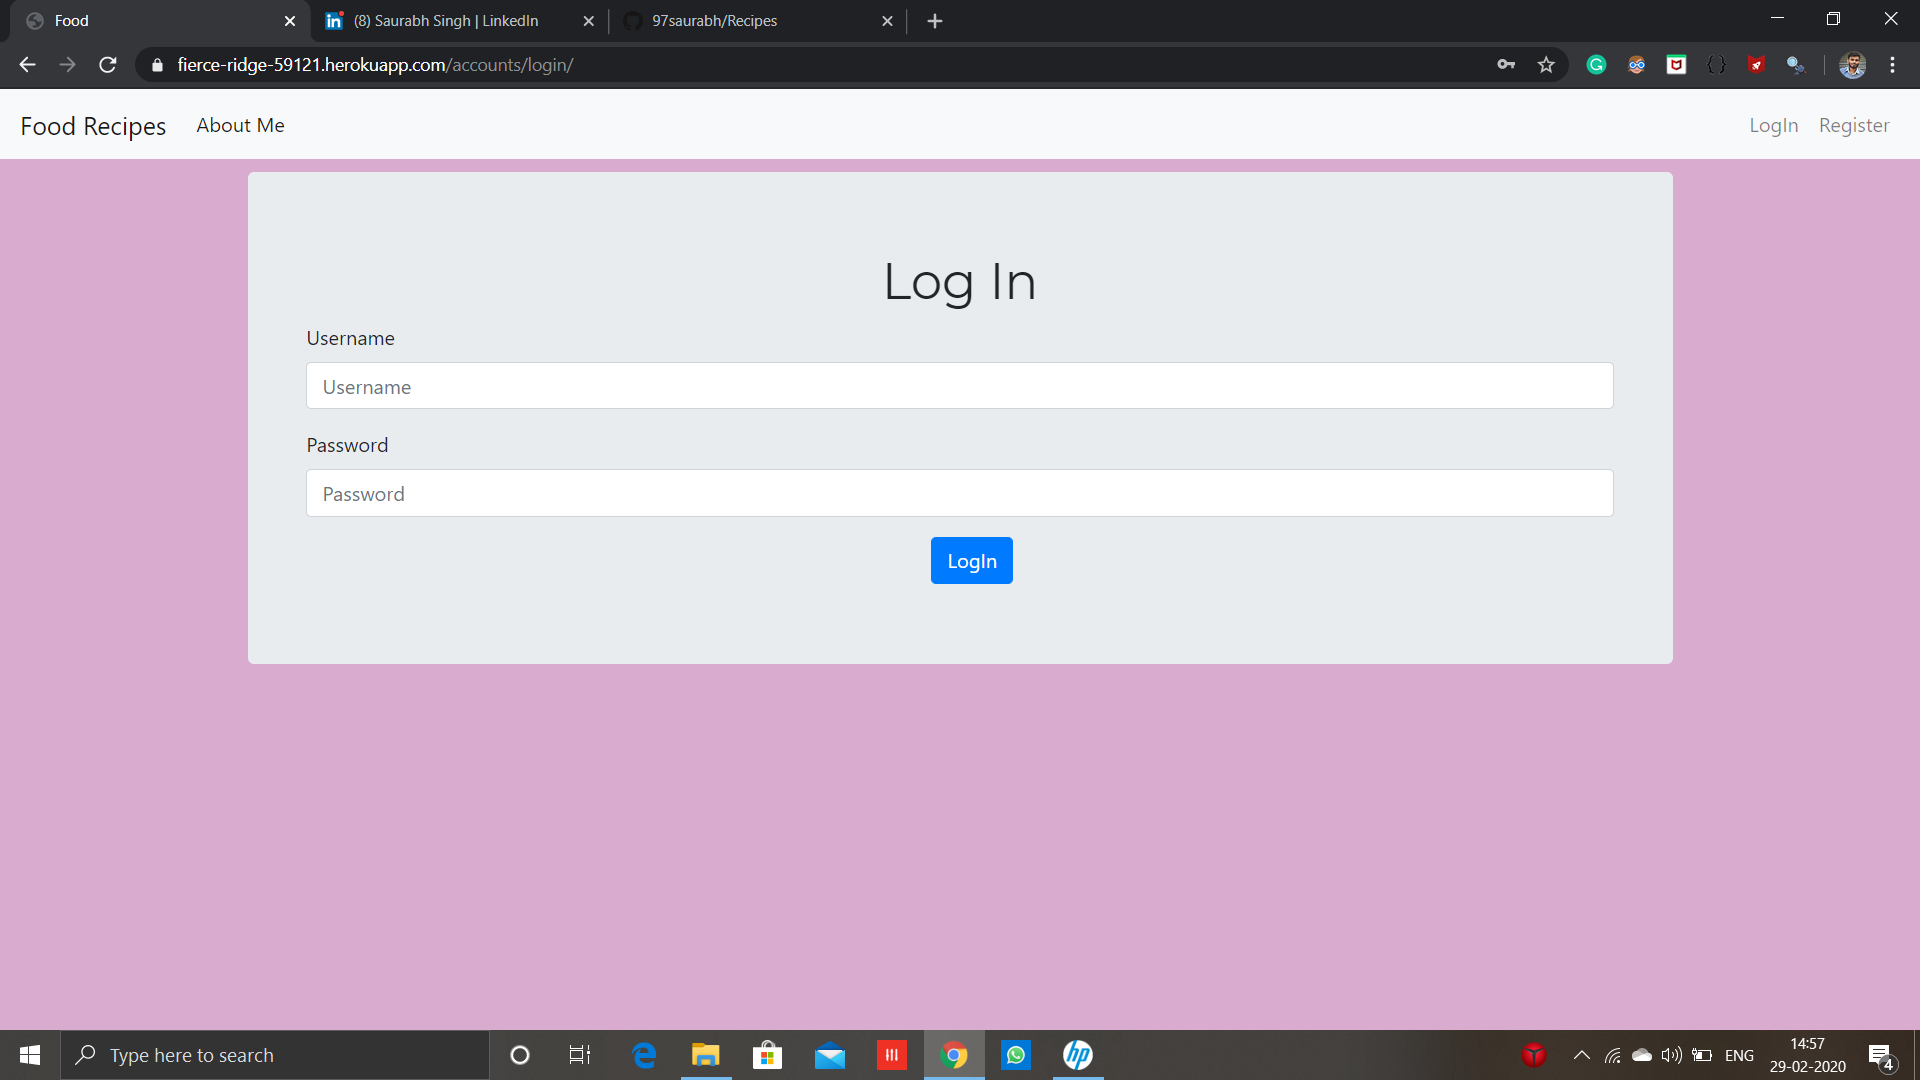 Food
in (8) Saurabh Singh | LinkedIn
97saurabh/Recipes
fierce-ridge-59121.herokuapp.com/accounts/login/
Food Recipes About Me LogIn Register
Log In
Username
Username
Password
Password
LogIn
Type here to search
hp
ENG
14:57
29-02-2020
4